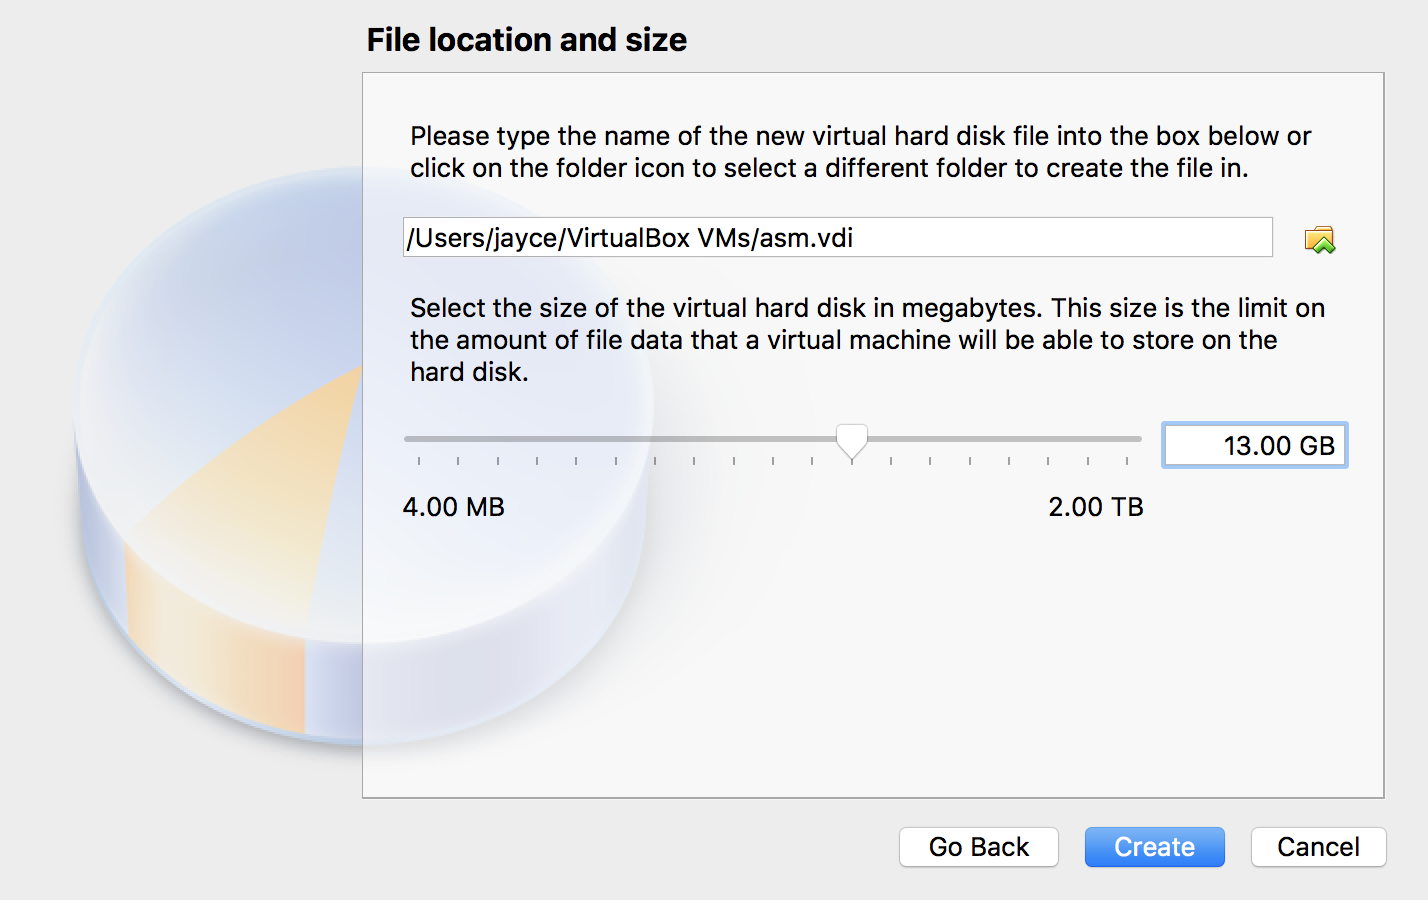 File location and size
Please type the name of the new virtual hard disk file into the box below or
click on the folder icon to select a different folder to create the file in.
/Users/jayce/VirtualBox VMs/asm.vdi
Select the size of the virtual hard disk in megabytes. This size is the limit on
the amount of file data that a virtual machine will be able to store on the
hard disk.
13.00 GB
4.00 MB 2.00 TB
Go Back Create Cancel